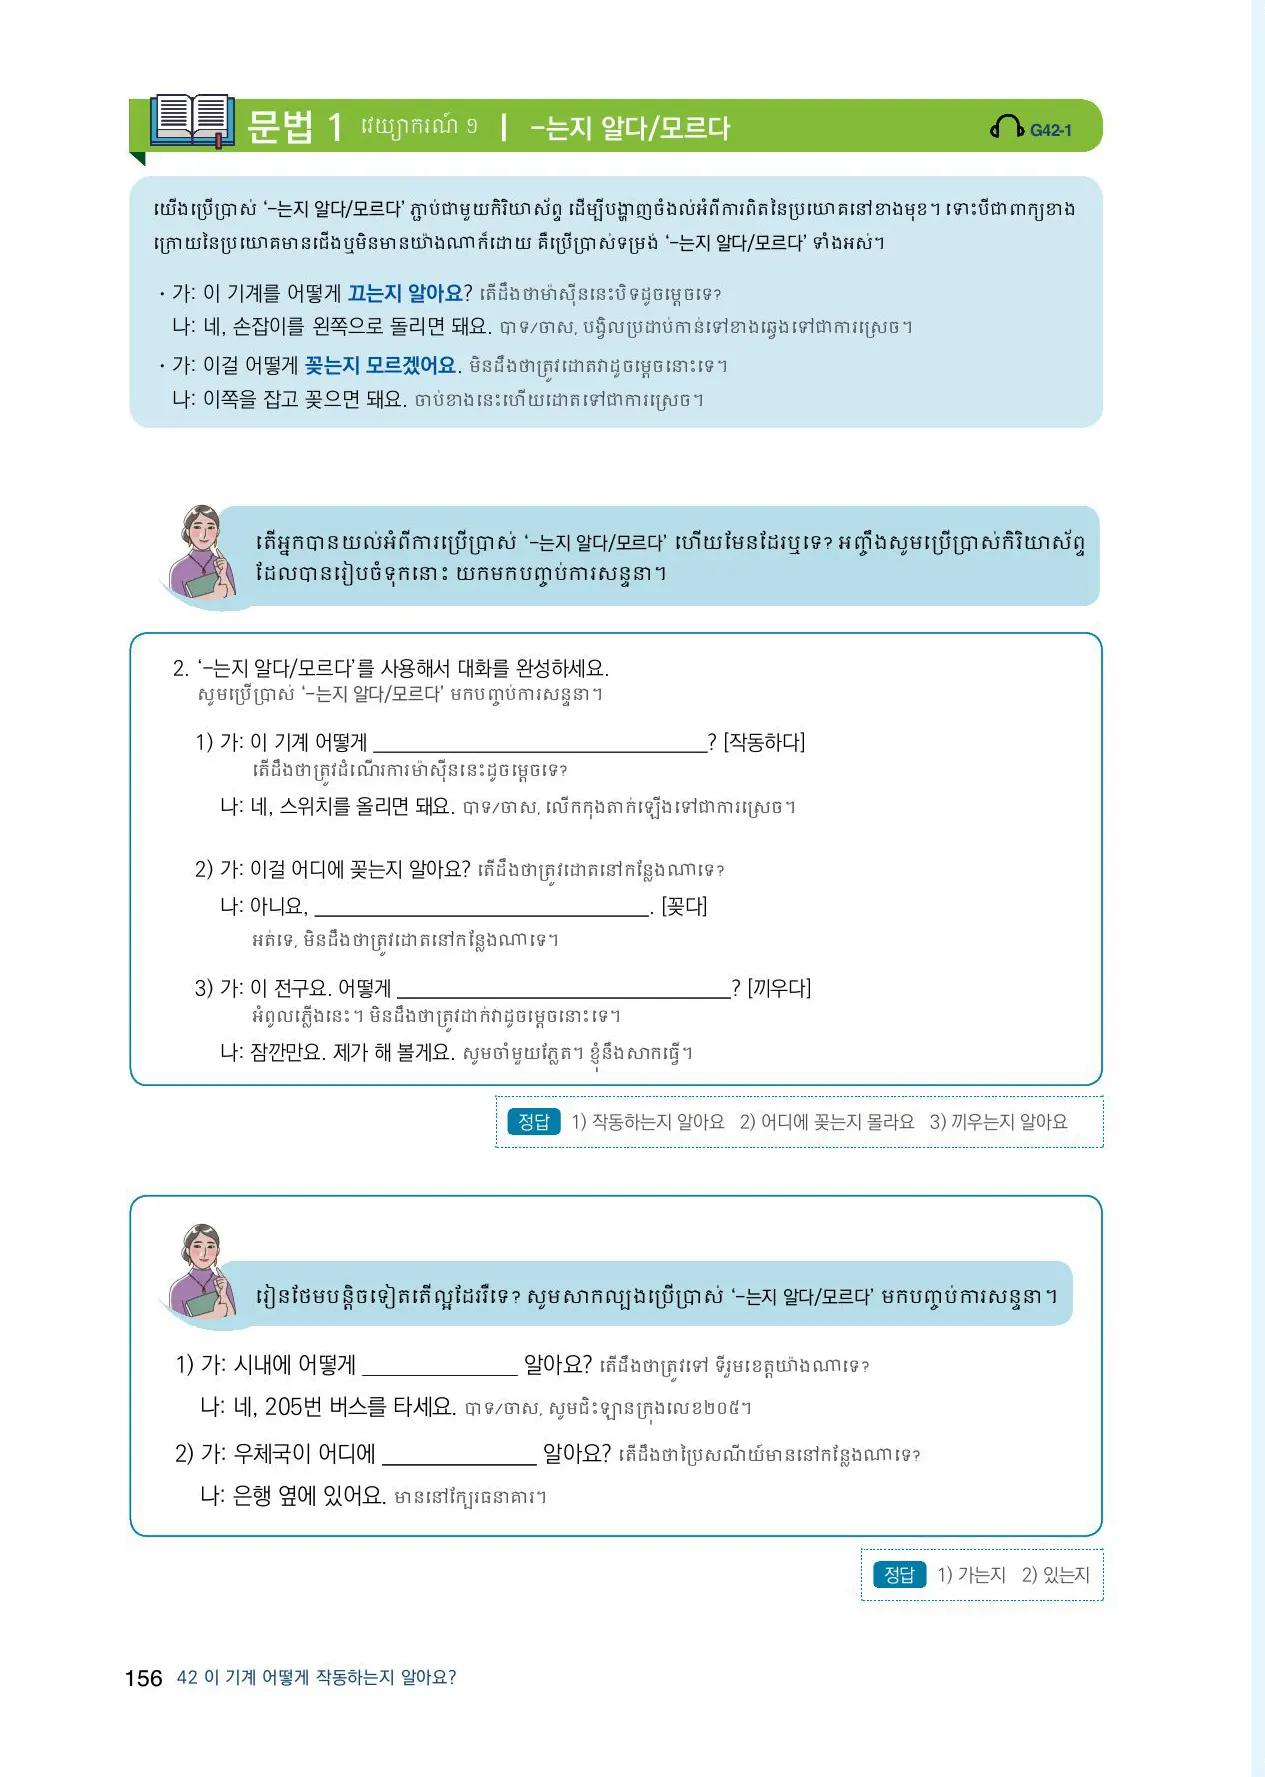 문법 1 វេយ្យាករណ៍ ១ | -는지 알다/모르다 G42-1
យើងប្រើប្រាស់ ‘-는지 알다/모르다’ ភ្ជាប់ជាមួយកិរិយាស័ព្ទ ដើម្បីបង្ហាញចំងល់អំពីការពិតនៃប្រយោគនៅខាងមុខ។ ទោះបីជាពាក្យខាង
ក្រោយនៃប្រយោគមានជើងឬមិនមានយ៉ាងណាក៏ដោយ គឺប្រើប្រាស់ទម្រង់ ‘-는지 알다/모르다’ ទាំងអស់។
• 가: 이 기계를 어떻게 끄는지 알아요? តើដឹងថាម៉ាស៊ីននេះបិទដូចម្តេចទេ?
나: 네, 손잡이를 왼쪽으로 돌리면 돼요. បាទ/ចាស, បង្វិលប្រដាប់កាន់ទៅខាងឆ្វេងទៅជាការស្រេច។
• 가: 이걸 어떻게 꽂는지 모르겠어요. មិនដឹងថាត្រូវដោតវាដូចម្តេចនោះទេ។
나: 이쪽을 잡고 꽂으면 돼요. ចាប់ខាងនេះហើយដោតទៅជាការស្រេច។
តើអ្នកបានយល់អំពីការប្រើប្រាស់ ‘-는지 알다/모르다’ ហើយមែនដែរឬទេ? អញ្ចឹងសូមប្រើប្រាស់កិរិយាស័ព្ទ
ដែលបានរៀបចំទុកនោះ យកមកបញ្ចប់ការសន្ទនា។
2. ‘-는지 알다/모르다’를 사용해서 대화를 완성하세요.
សូមប្រើប្រាស់ ‘-는지 알다/모르다’ មកបញ្ចប់ការសន្ទនា។
1) 가: 이 기계 어떻게 ______________________________? [작동하다]
តើដឹងថាត្រូវដំណើរការម៉ាស៊ីននេះដូចម្តេចទេ?
나: 네, 스위치를 올리면 돼요. បាទ/ចាស, លើកកុងតាក់ឡើងទៅជាការស្រេច។
2) 가: 이걸 어디에 꽂는지 알아요? តើដឹងថាត្រូវដោតនៅកន្លែងណាទេ?
나: 아니요, ______________________________. [꽂다]
អត់ទេ, មិនដឹងថាត្រូវដោតនៅកន្លែងណាទេ។
3) 가: 이 전구요. 어떻게 ______________________________? [끼우다]
អំពូលភ្លើងនេះ។ មិនដឹងថាត្រូវដាក់វាដូចម្តេចនោះទេ។
나: 잠깐만요. 제가 해 볼게요. សូមចាំមួយភ្លែត។ ខ្ញុំនឹងសាកធ្វើ។
정답 1) 작동하는지 알아요 2) 어디에 꽂는지 몰라요 3) 끼우는지 알아요
រៀនថែមបន្តិចទៀតតើល្អដែររឺទេ? សូមសាកល្បងប្រើប្រាស់ ‘-는지 알다/모르다’ មកបញ្ចប់ការសន្ទនា។
1) 가: 시내에 어떻게 ______________ 알아요? តើដឹងថាត្រូវទៅ ទីរួមខេត្តយ៉ាងណាទេ?
나: 네, 205번 버스를 타세요. បាទ/ចាស, សូមជិះឡានក្រុងលេខ២០៥។
2) 가: 우체국이 어디에 ______________ 알아요? តើដឹងថាប្រៃសណីយ៍មាននៅកន្លែងណាទេ?
나: 은행 옆에 있어요. មាននៅក្បែរធនាគារ។
정답 1) 가는지 2) 있는지
156 42 이 기계 어떻게 작동하는지 알아요?